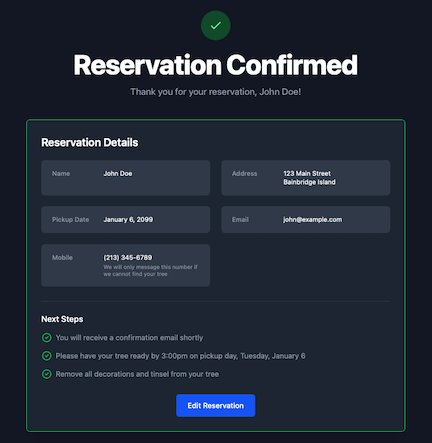 Reservation Confirmed
Thank you for your reservation, John Doe!
Reservation Details
Name
John Doe
Address
123 Main Street
Bainbridge Island
Pickup Date
January 6, 2099
Email
john@example.com
Mobile
(213) 345-6789
We will only message this number if
we cannot find your tree
Next Steps
You will receive a confirmation email shortly
Please have your tree ready by 3:00pm on pickup day, Tuesday, January 6
Remove all decorations and tinsel from your tree
Edit Reservation